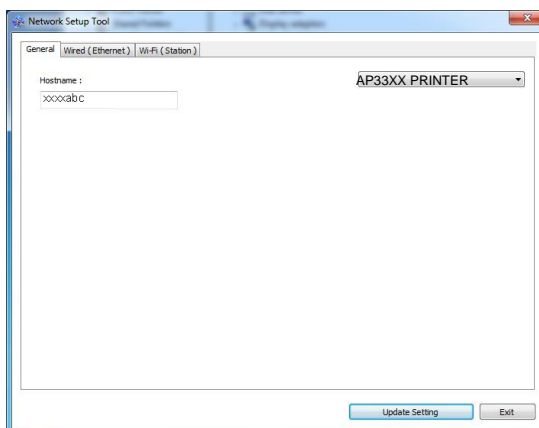 Network Setup Tool
General
Wired ( Ethernet )
Wi-Fi ( Station )
Hostname :
AP33XX PRINTER
xxxxabc
Update Setting
Exit